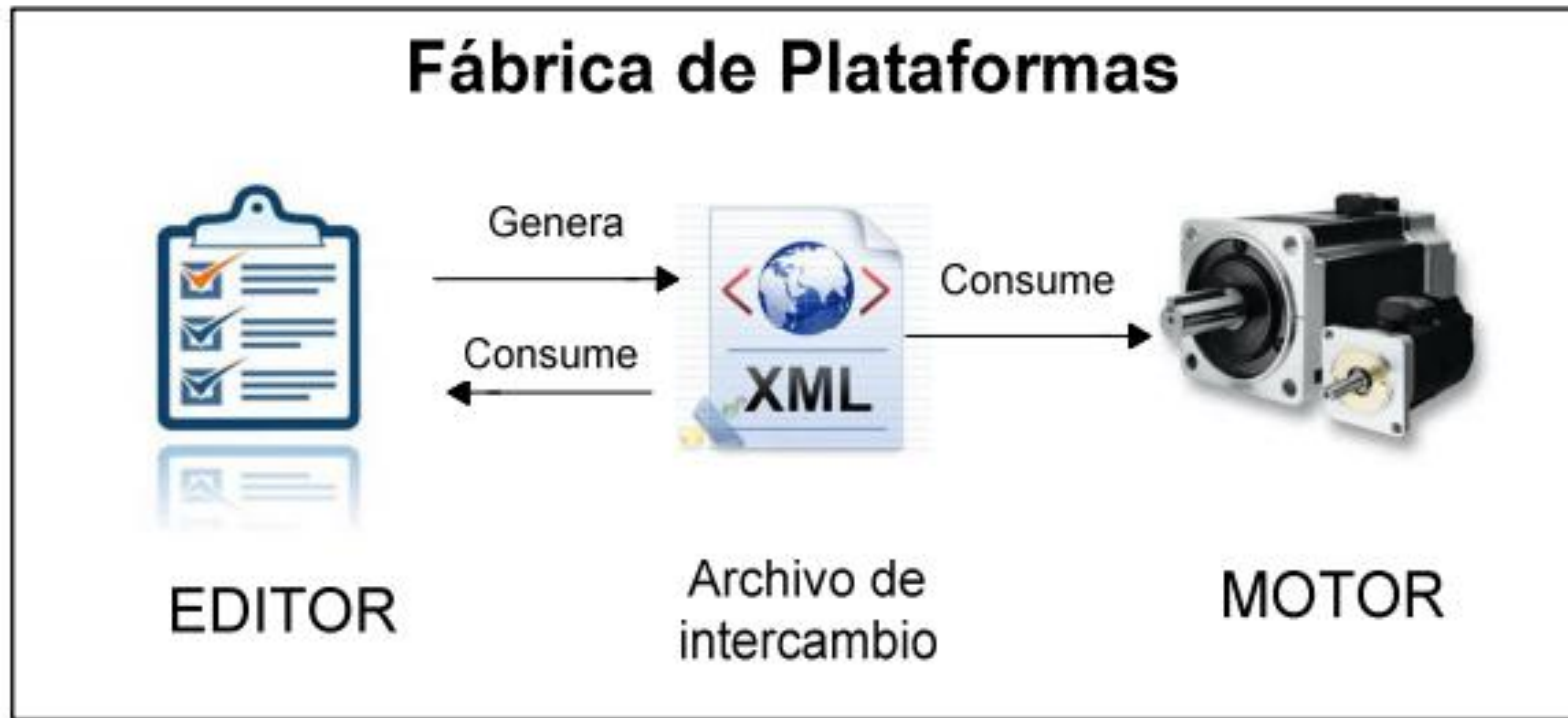 Fábrica de Plataformas
Genera
Consume
Consume
< >
XML
EDITOR
Archivo de
intercambio
MOTOR